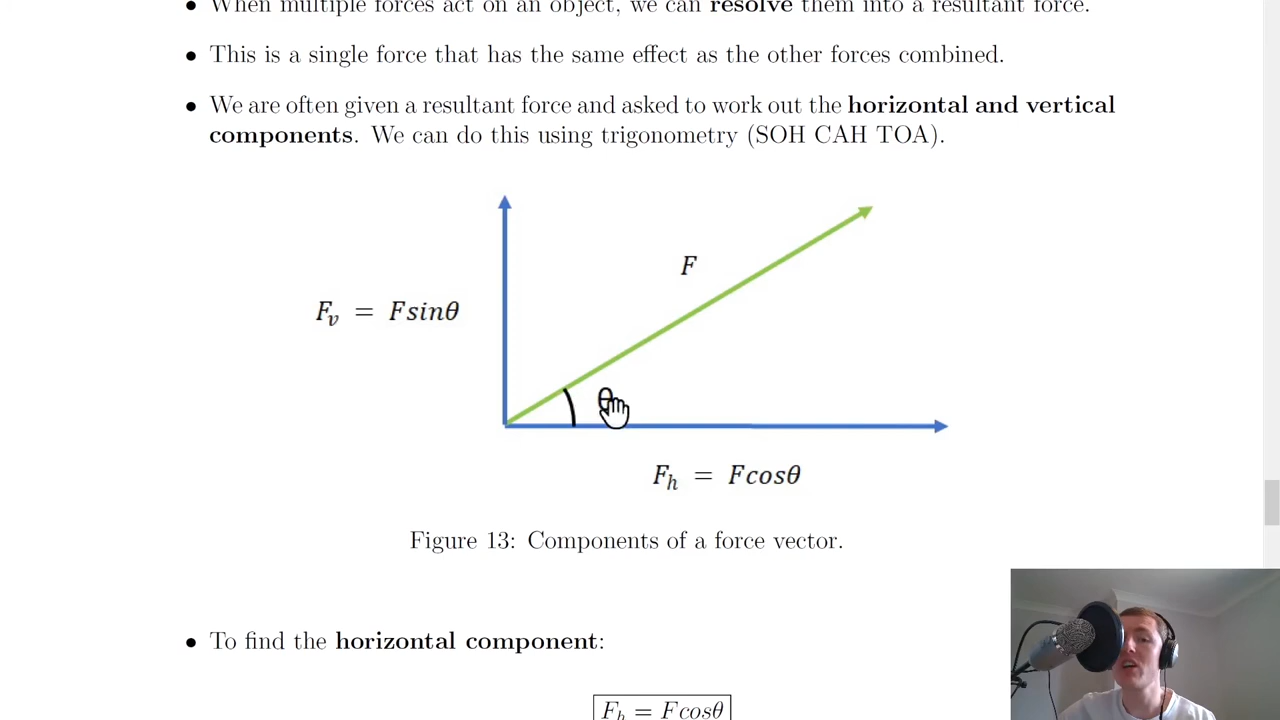 • When multiple forces act on an object, we can resolve them into a resultant force.
• This is a single force that has the same effect as the other forces combined.
• We are often given a resultant force and asked to work out the horizontal and vertical
components. We can do this using trigonometry (SOH CAH TOA).
F
F_v = Fsinθ
θ
F_h = Fcosθ
Figure 13: Components of a force vector.
• To find the horizontal component:
F_h = Fcosθ